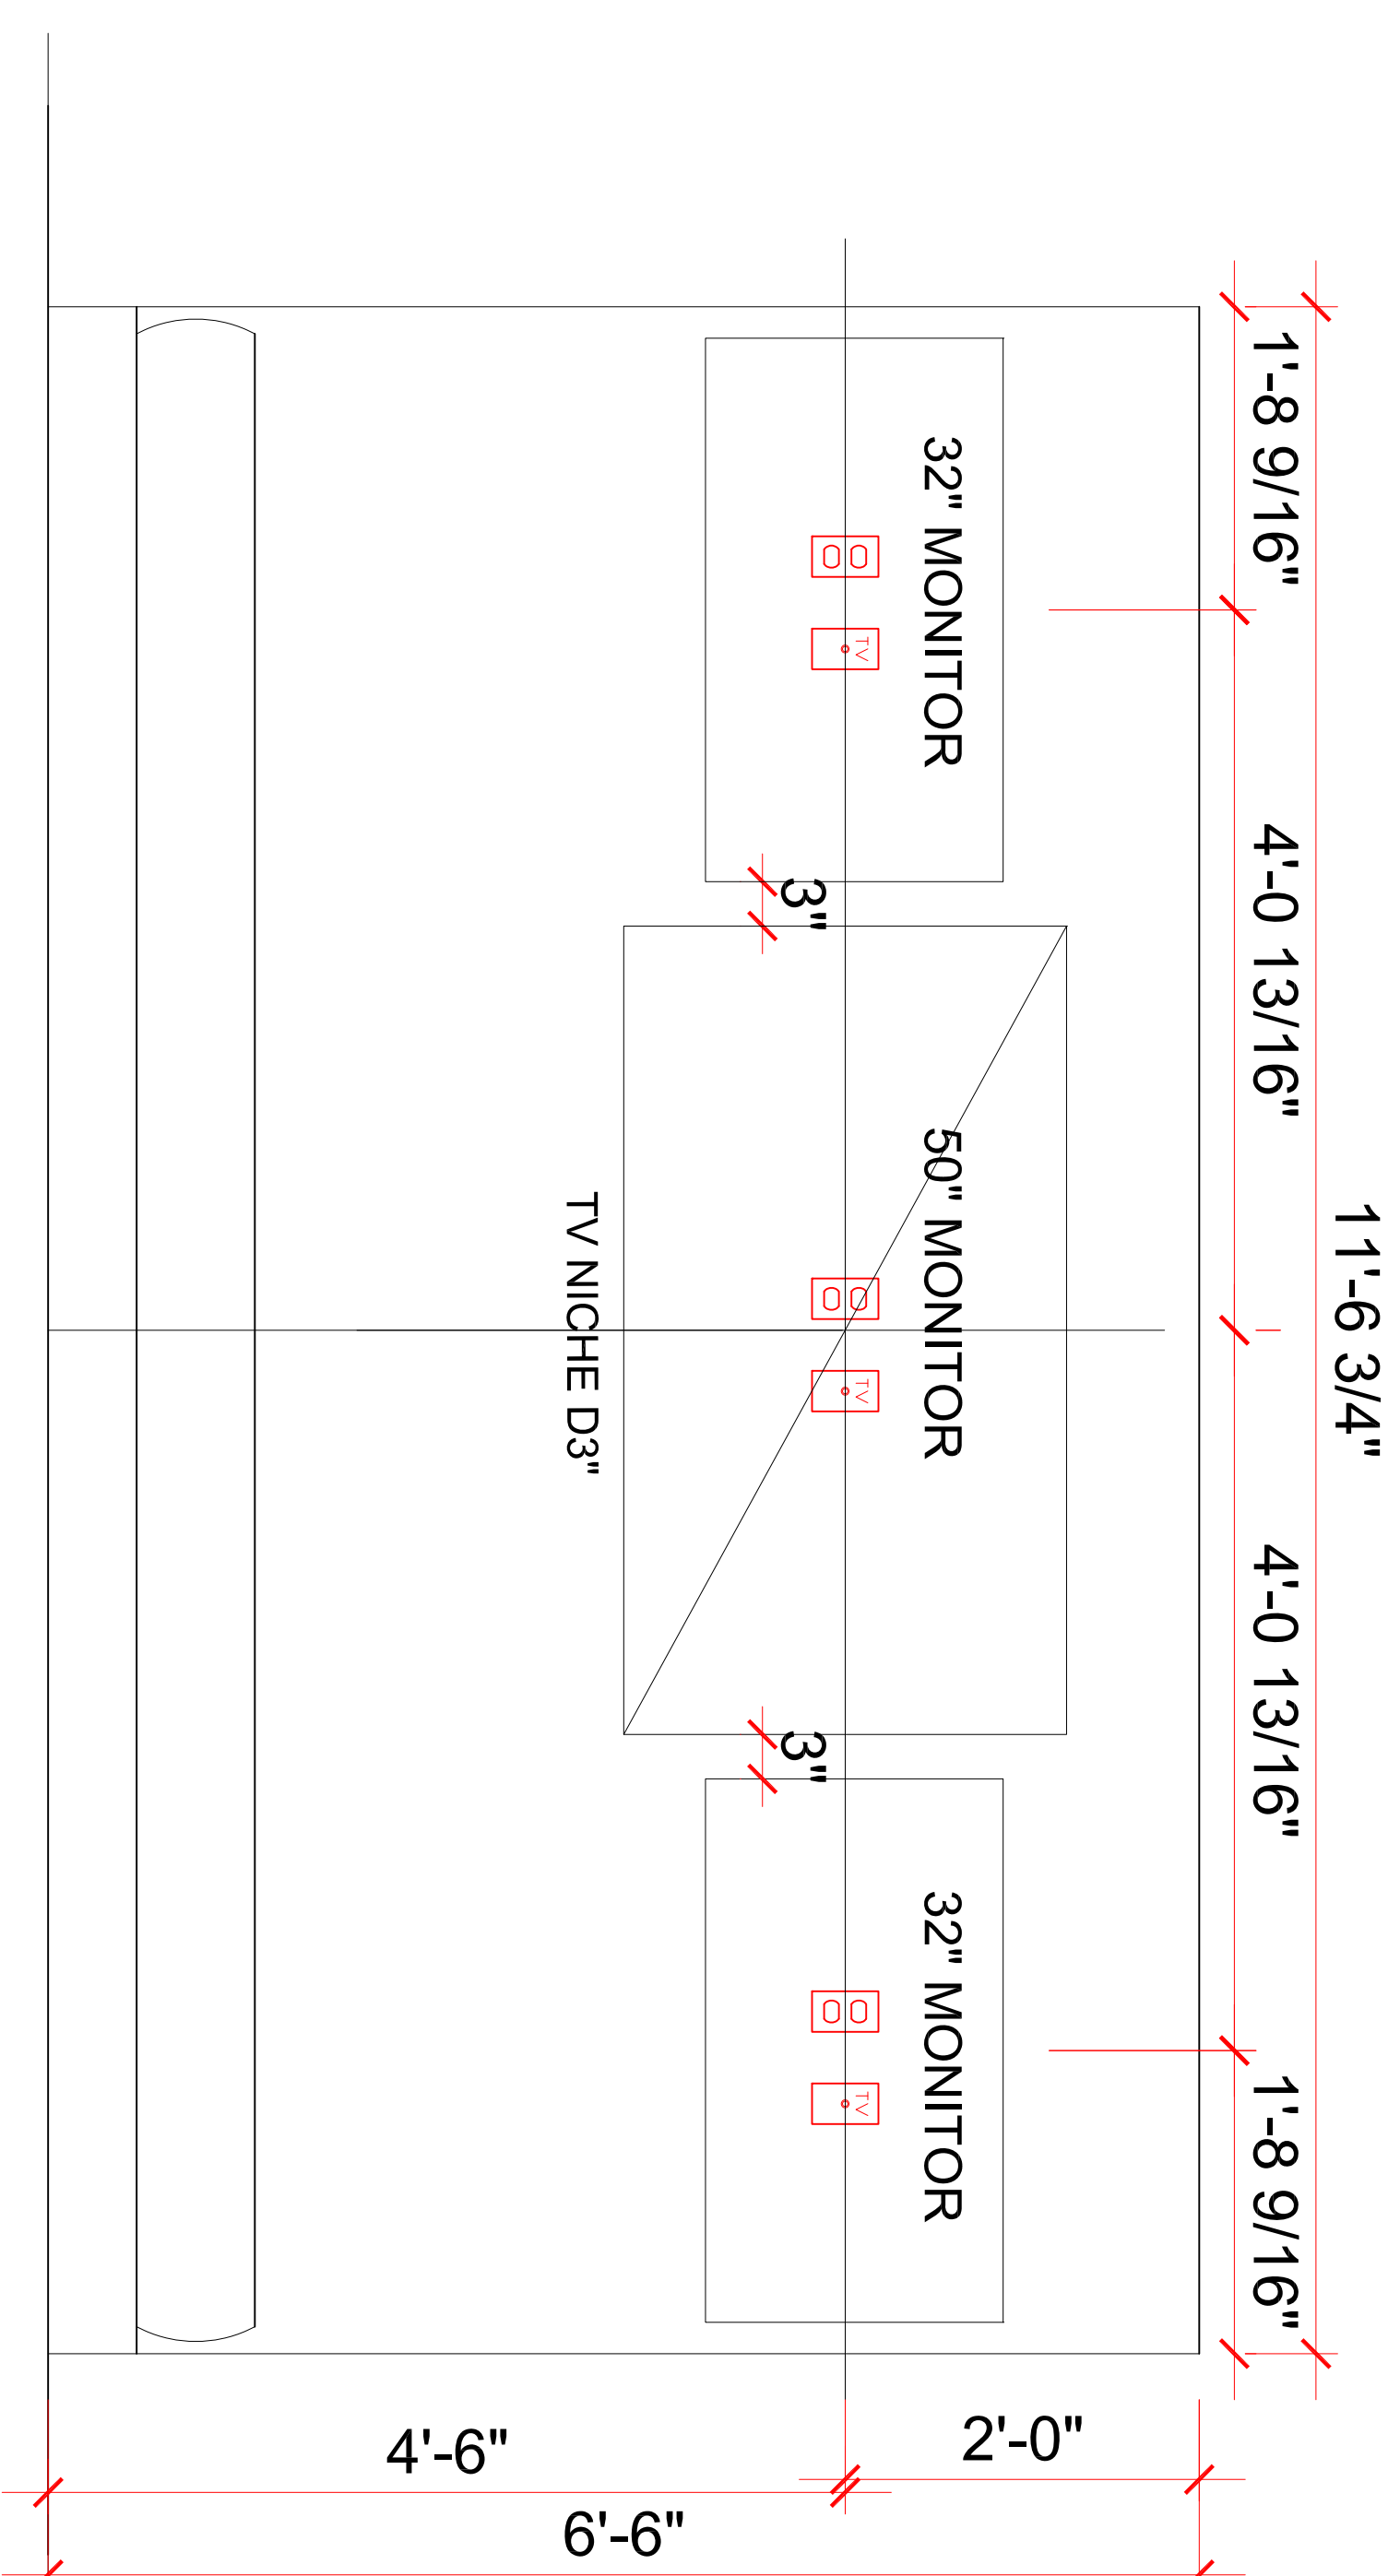 11'-6 3/4"
1'-8 9/16"
4'-0 13/16"
4'-0 13/16"
1'-8 9/16"
32" MONITOR
50" MONITOR
32" MONITOR
TV
TV
TV
3"
3"
TV NICHE D3"
2'-0"
4'-6"
6'-6"